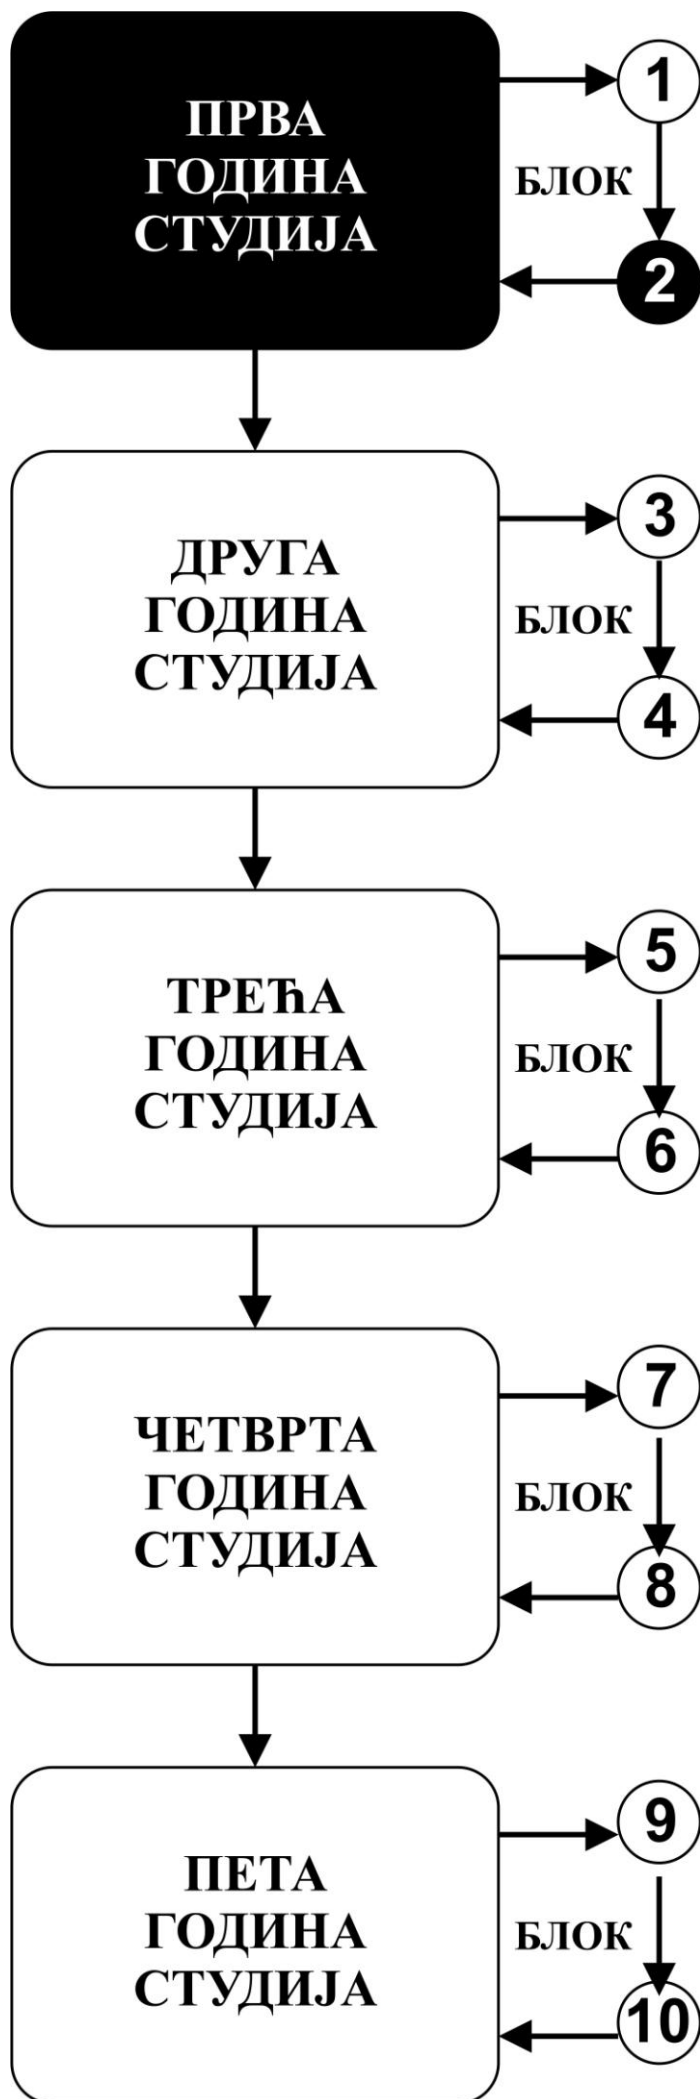 ПРВА
ГОДИНА
СТУДИЈА
1
БЛОК
2
ДРУГА
ГОДИНА
СТУДИЈА
3
БЛОК
4
ТРЕЋА
ГОДИНА
СТУДИЈА
5
БЛОК
6
ЧЕТВРТА
ГОДИНА
СТУДИЈА
7
БЛОК
8
ПЕТА
ГОДИНА
СТУДИЈА
9
БЛОК
10